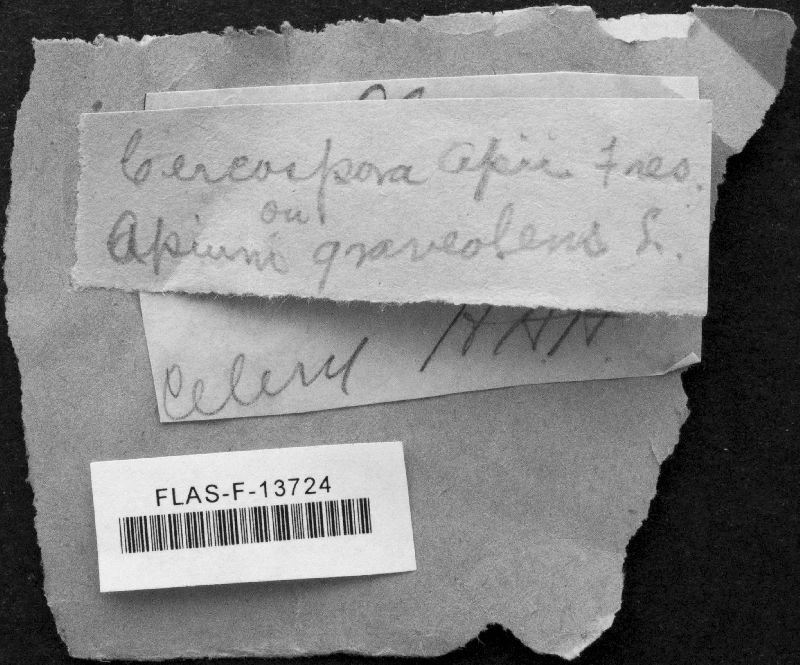 Cercospora Apii Fres.
on
Apium graveolens L.
H.A.H.
Celery
FLAS-F-13724